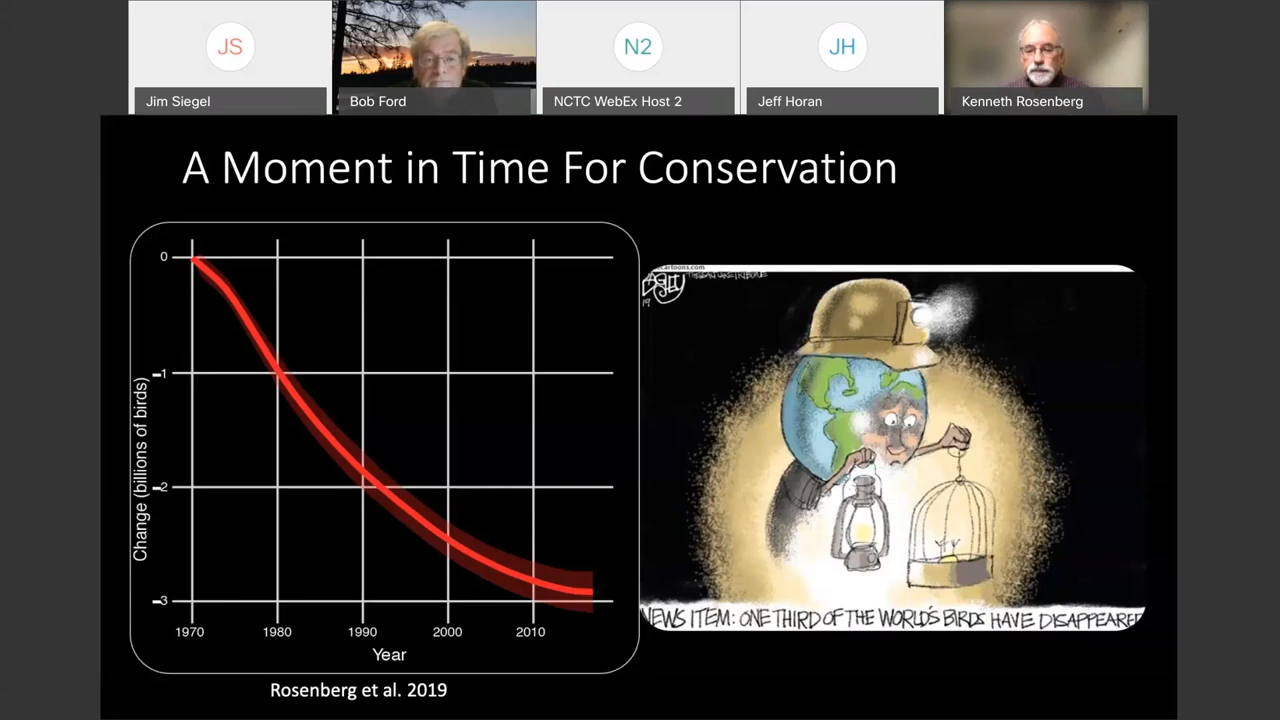 JS
Jim Siegel
Bob Ford
N2
NCTC WebEx Host 2
JH
Jeff Horan
Kenneth Rosenberg
A Moment in Time For Conservation
0
-1
-2
-3
Change (billions of birds)
1970 1980 1990 2000 2010
Year
Rosenberg et al. 2019
19
NEWS ITEM: ONE THIRD OF THE WORLD'S BIRDS HAVE DISAPPEARED